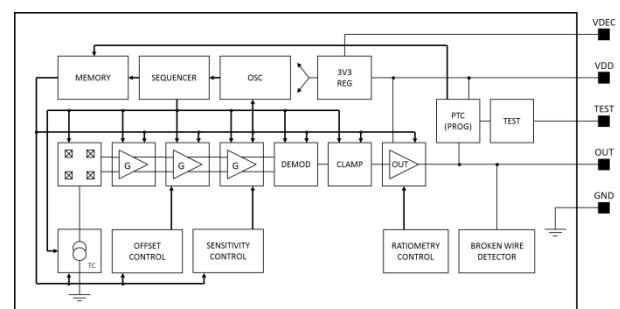 VDEC
MEMORY
SEQUENCER
OSC
3V3
REG
VDD
PTC
(PROG)
TEST
TEST
G
G
G
DEMOD
CLAMP
OUT
OUT
GND
TC
OFFSET
CONTROL
SENSITIVITY
CONTROL
RATIOMETRY
CONTROL
BROKEN WIRE
DETECTOR